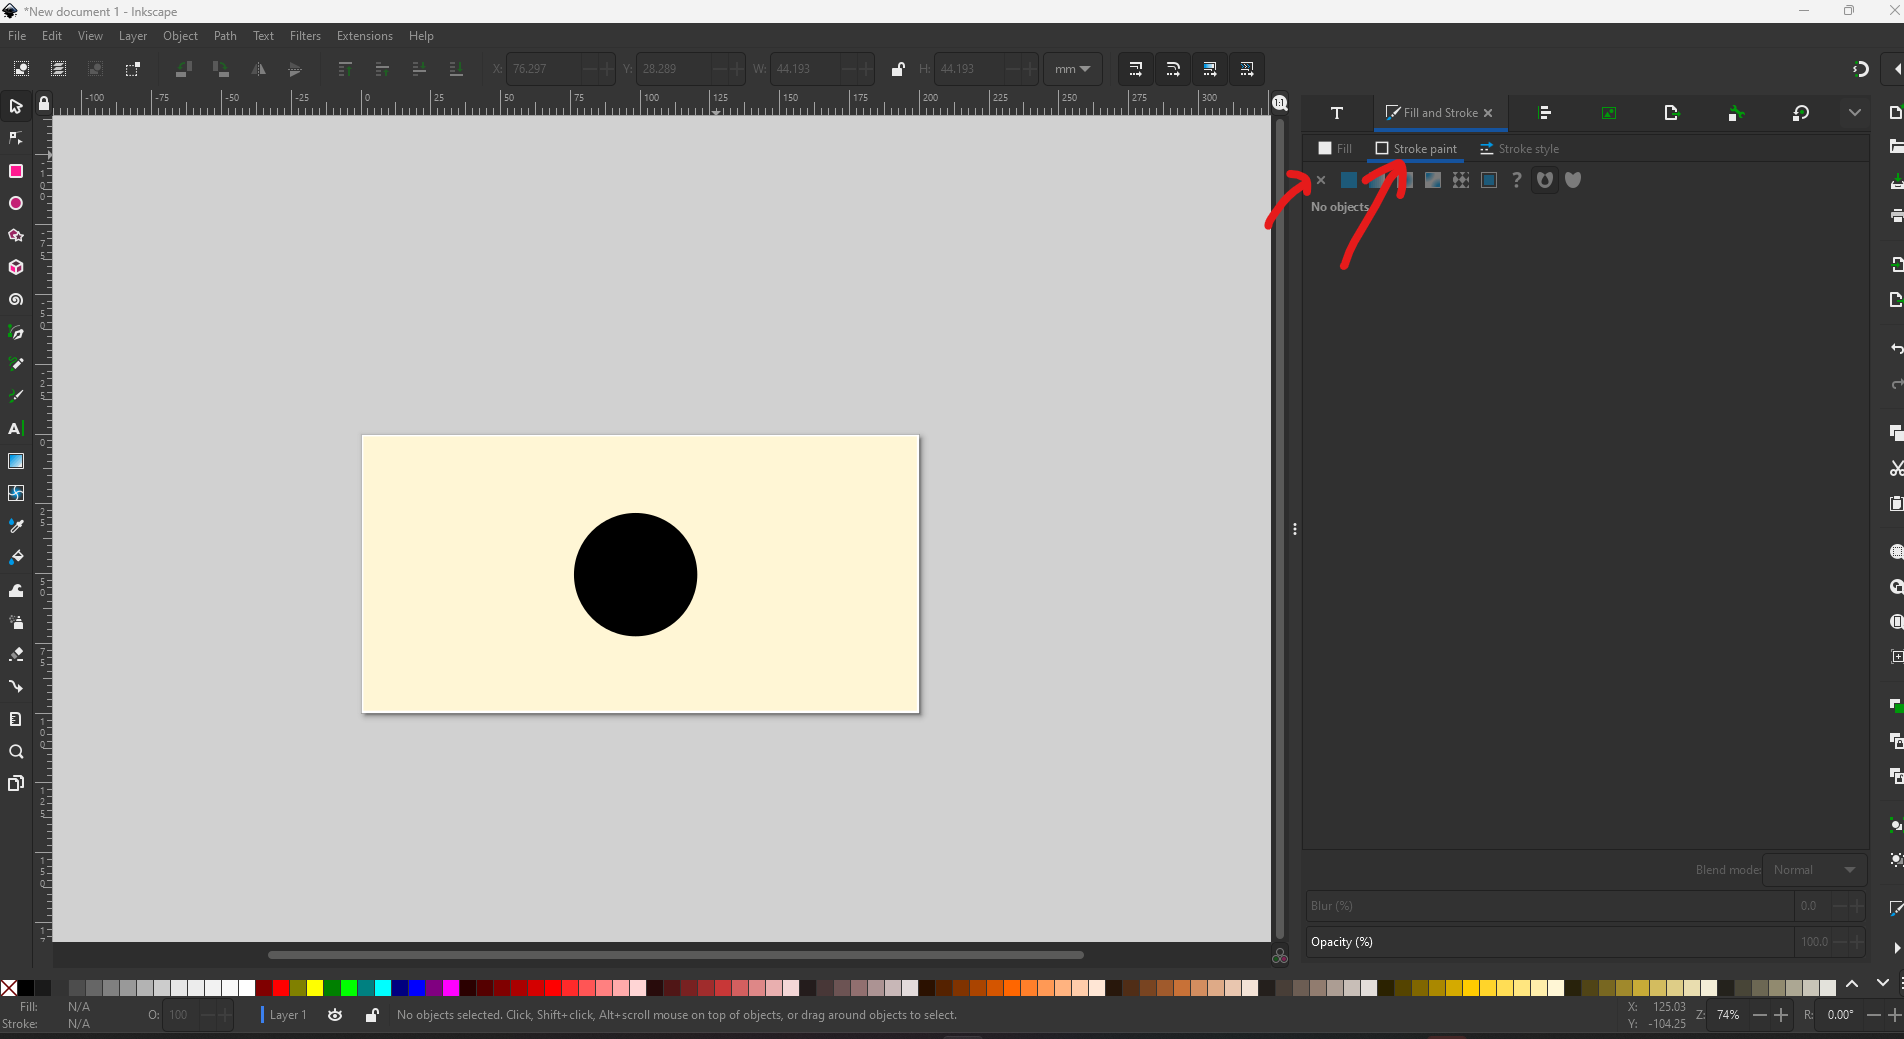 *New document 1 - Inkscape
File Edit View Layer Object Path Text Filters Extensions Help
X: 76.297 Y: 28.289 W: 44.193 H: 44.193 mm
-100 -75 -50 -25 0 25 50 75 100 125 150 175 200 225 250 275 300
1:1
T Fill and Stroke
Fill Stroke paint Stroke style
?
No objects
A
Blend mode: Normal
Blur (%) 0.0
Opacity (%) 100.0
Fill: N/A
Stroke: N/A
O: 100
Layer 1
No objects selected. Click, Shift+click, Alt+scroll mouse on top of objects, or drag around objects to select.
X: 125.03
Y: -104.25
Z: 74%
R: 0.00°